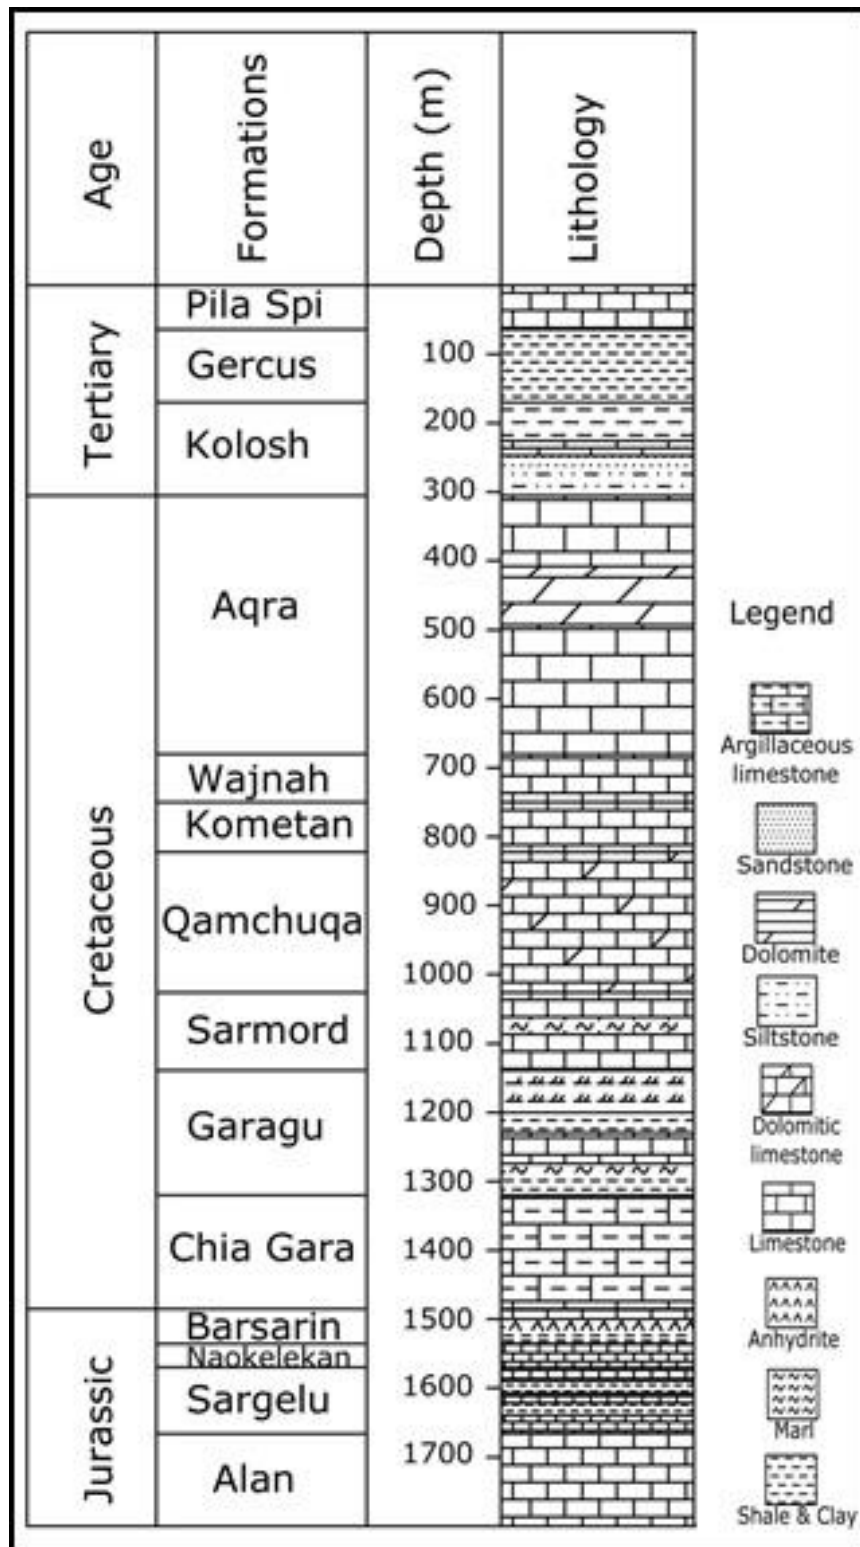 Age
Formations
Depth (m)
Lithology
Tertiary
Pila Spi
Gercus
Kolosh
Cretaceous
Aqra
Wajnah
Kometan
Qamchuqa
Sarmord
Garagu
Chia Gara
Jurassic
Barsarin
Naokelekan
Sargelu
Alan
100
200
300
400
500
600
700
800
900
1000
1100
1200
1300
1400
1500
1600
1700
Legend
Argillaceous
limestone
Sandstone
Dolomite
Siltstone
Dolomitic
limestone
Limestone
Anhydrite
Marl
Shale & Clay